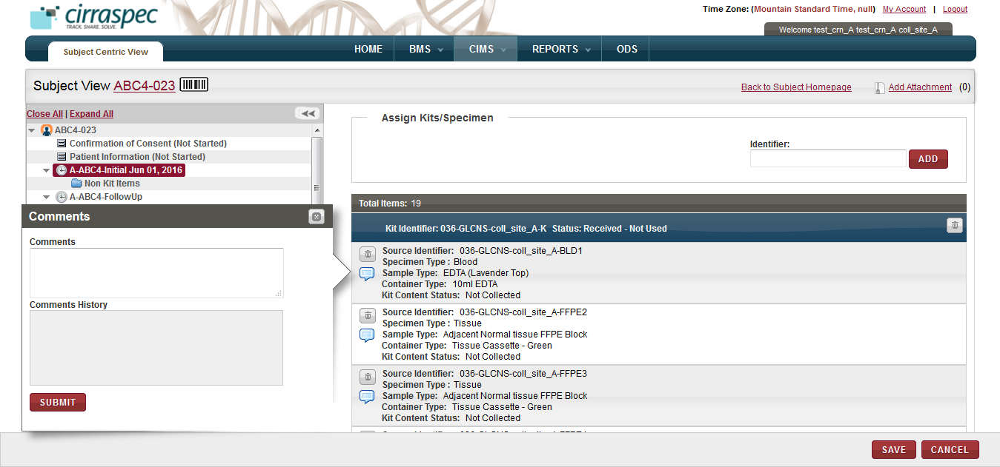 cirraspec
TRACK. SHARE. SOLVE.
Time Zone: (Mountain Standard Time, null) My Account | Logout
Welcome test_crn_A test_crn_A coll_site_A
Subject Centric View
HOME BMS CIMS REPORTS ODS
Subject View ABC4-023
Back to Subject Homepage Add Attachment (0)
Close All | Expand All
ABC4-023
Confirmation of Consent (Not Started)
Patient Information (Not Started)
A-ABC4-Initial Jun 01, 2016
Non Kit Items
A-ABC4-FollowUp
Comments
Comments
Comments History
SUBMIT
Assign Kits/Specimen
Identifier:
ADD
Total Items: 19
Kit Identifier: 036-GLCNS-coll_site_A-K Status: Received - Not Used
Source Identifier: 036-GLCNS-coll_site_A-BLD1
Specimen Type : Blood
Sample Type: EDTA (Lavender Top)
Container Type: 10ml EDTA
Kit Content Status: Not Collected
Source Identifier: 036-GLCNS-coll_site_A-FFPE2
Specimen Type : Tissue
Sample Type: Adjacent Normal tissue FFPE Block
Container Type: Tissue Cassette - Green
Kit Content Status: Not Collected
Source Identifier: 036-GLCNS-coll_site_A-FFPE3
Specimen Type : Tissue
Sample Type: Adjacent Normal tissue FFPE Block
Container Type: Tissue Cassette - Green
Kit Content Status: Not Collected
SAVE CANCEL